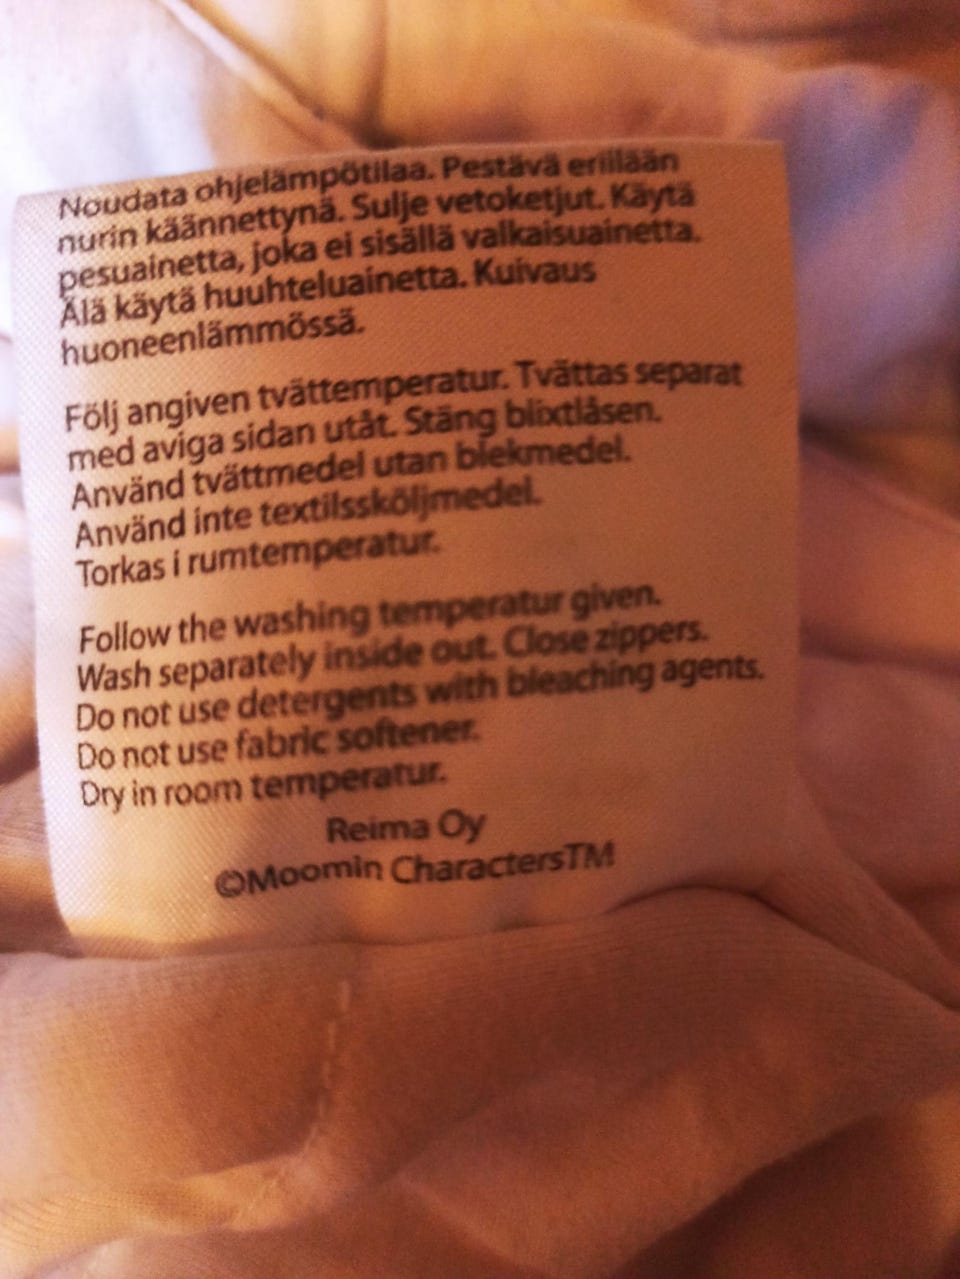 Noudata ohjelämpötilaa. Pestävä eriilään
nurin käännettynä. Sulje vetoketjut. Käytä
pesuainetta, joka ei sisällä valkaisuainetta.
Älä käytä huuhteluainetta. Kuivaus
huoneenlämmössä.
Följ angiven tvättemperatur. Tvättas separat
med aviga sidan utåt. Stäng blixtlåsen.
Använd tvättmedel utan blekmedel.
Använd inte textilssköljmedel.
Torkas i rumtemperatur.
Follow the washing temperatur given.
Wash separately inside out. Close zippers.
Do not use detergents with bleaching agents.
Do not use fabric softener.
Dry in room temperatur.
Reima Oy
©Moomin CharactersTM